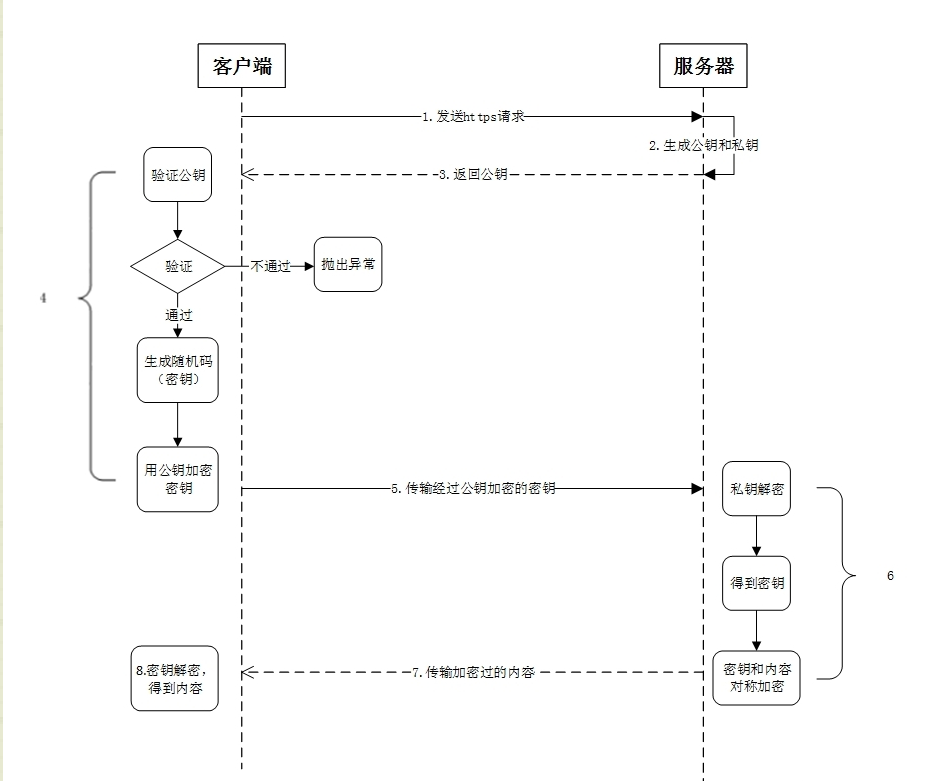 客户端
服务器
1.发送https请求
2.生成公钥和私钥
3.返回公钥
验证公钥
验证
不通过
抛出异常
4
通过
生成随机码
（密钥）
用公钥加密
密钥
5.传输经过公钥加密的密钥
私钥解密
得到密钥
6
密钥和内容
对称加密
7.传输加密过的内容
8.密钥解密，
得到内容